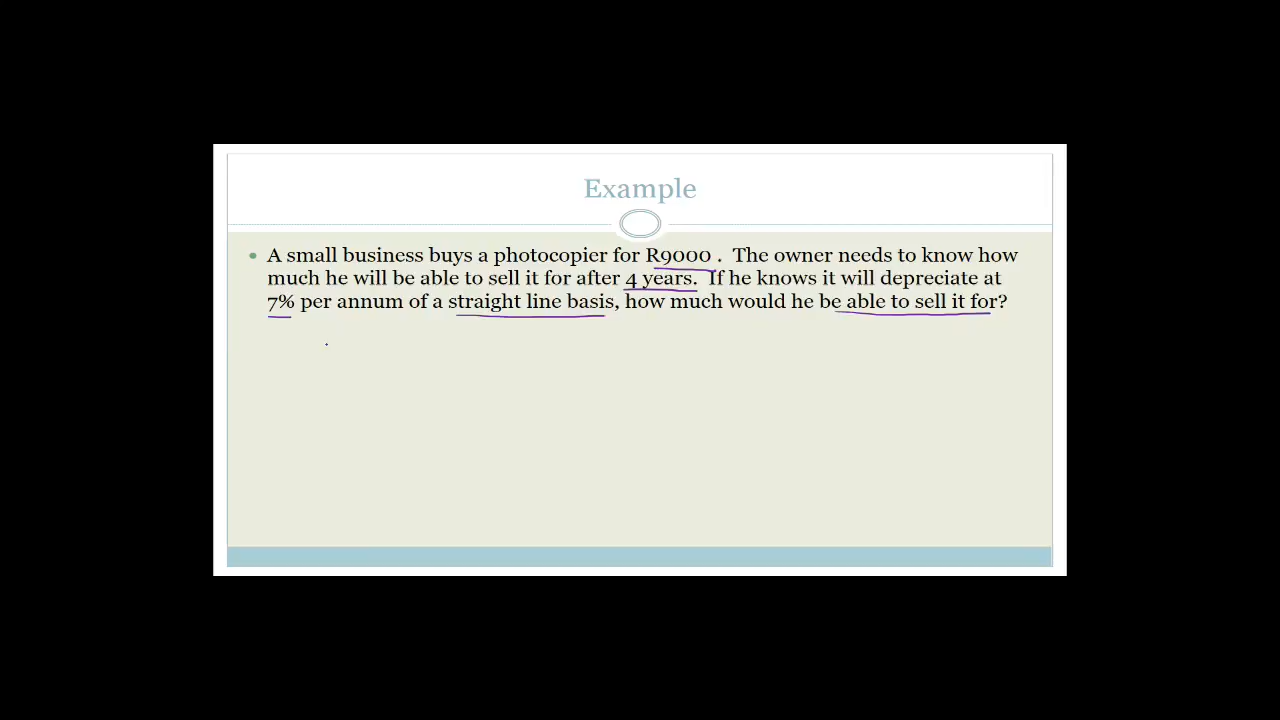 Example
• A small business buys a photocopier for R9000 .  The owner needs to know how
much he will be able to sell it for after 4 years.  If he knows it will depreciate at
7% per annum of a straight line basis, how much would he be able to sell it for?